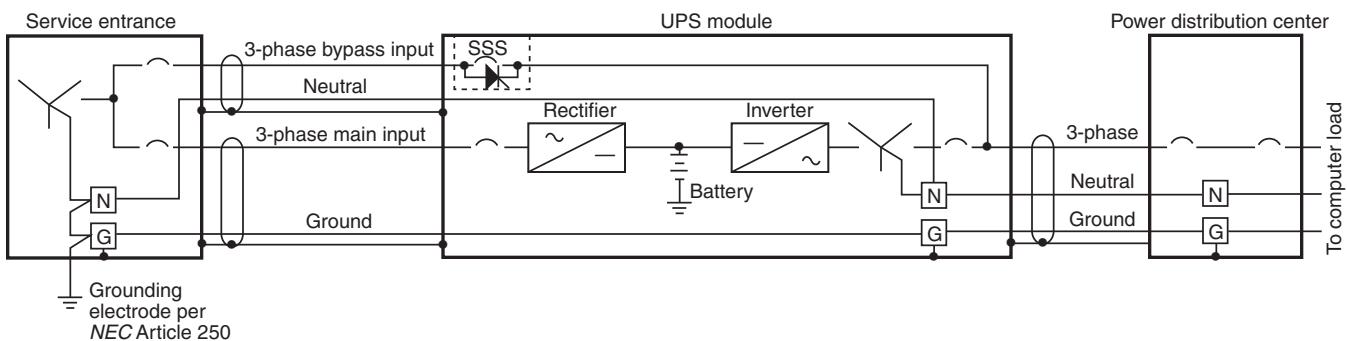 Service entrance
UPS module
Power distribution center
3-phase bypass input
SSS
Neutral
Rectifier
Inverter
3-phase main input
3-phase
Battery
Neutral
N
N
N
Ground
Ground
G
G
G
To computer load
Grounding
electrode per
NEC Article 250